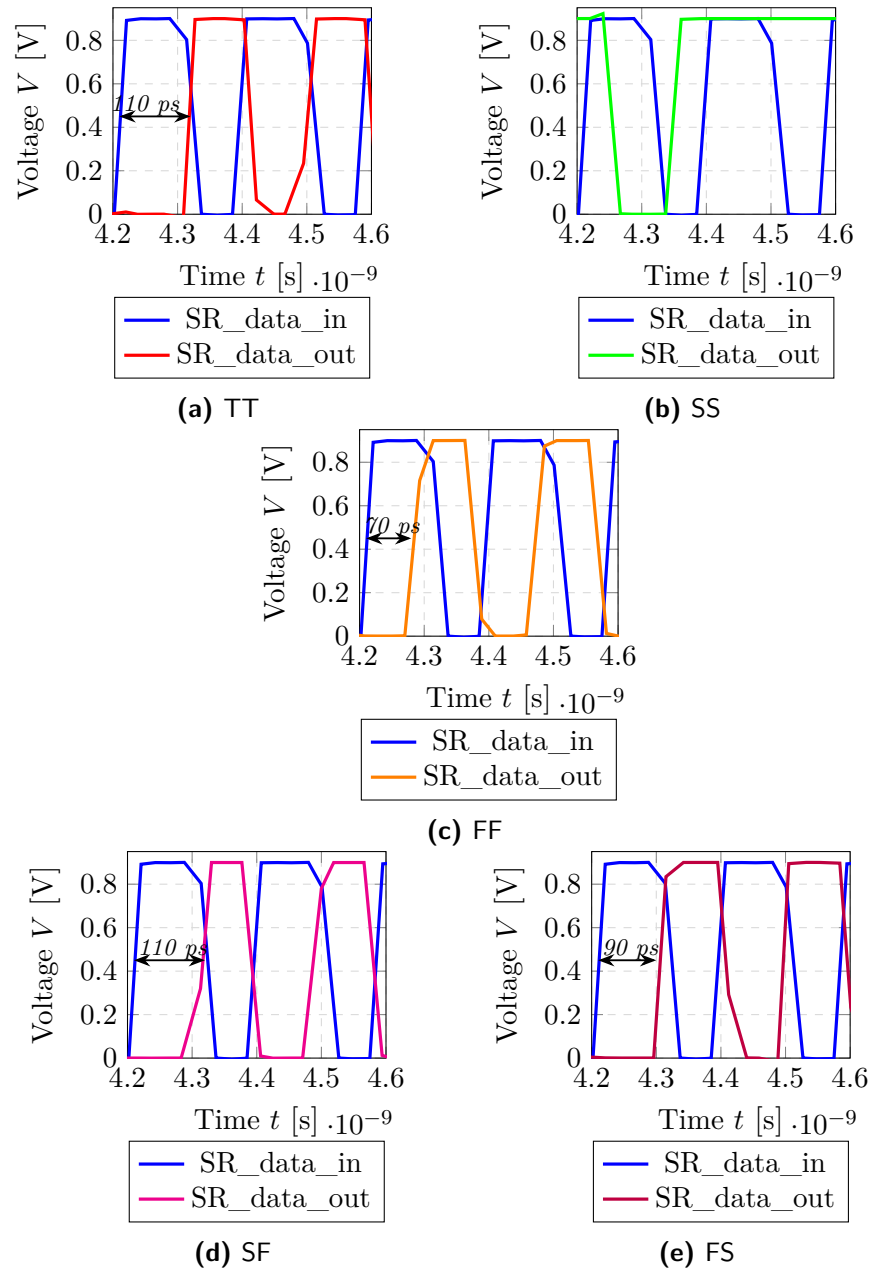 Voltage V [V]
0.8
0.6
0.4
0.2
0
110 ps
4.2 4.3 4.4 4.5 4.6
Time t [s] ·10⁻⁹
SR_data_in
SR_data_out
(a) TT
Voltage V [V]
0.8
0.6
0.4
0.2
0
4.2 4.3 4.4 4.5 4.6
Time t [s] ·10⁻⁹
SR_data_in
SR_data_out
(b) SS
Voltage V [V]
0.8
0.6
0.4
0.2
0
70 ps
4.2 4.3 4.4 4.5 4.6
Time t [s] ·10⁻⁹
SR_data_in
SR_data_out
(c) FF
Voltage V [V]
0.8
0.6
0.4
0.2
0
110 ps
4.2 4.3 4.4 4.5 4.6
Time t [s] ·10⁻⁹
SR_data_in
SR_data_out
(d) SF
Voltage V [V]
0.8
0.6
0.4
0.2
0
90 ps
4.2 4.3 4.4 4.5 4.6
Time t [s] ·10⁻⁹
SR_data_in
SR_data_out
(e) FS